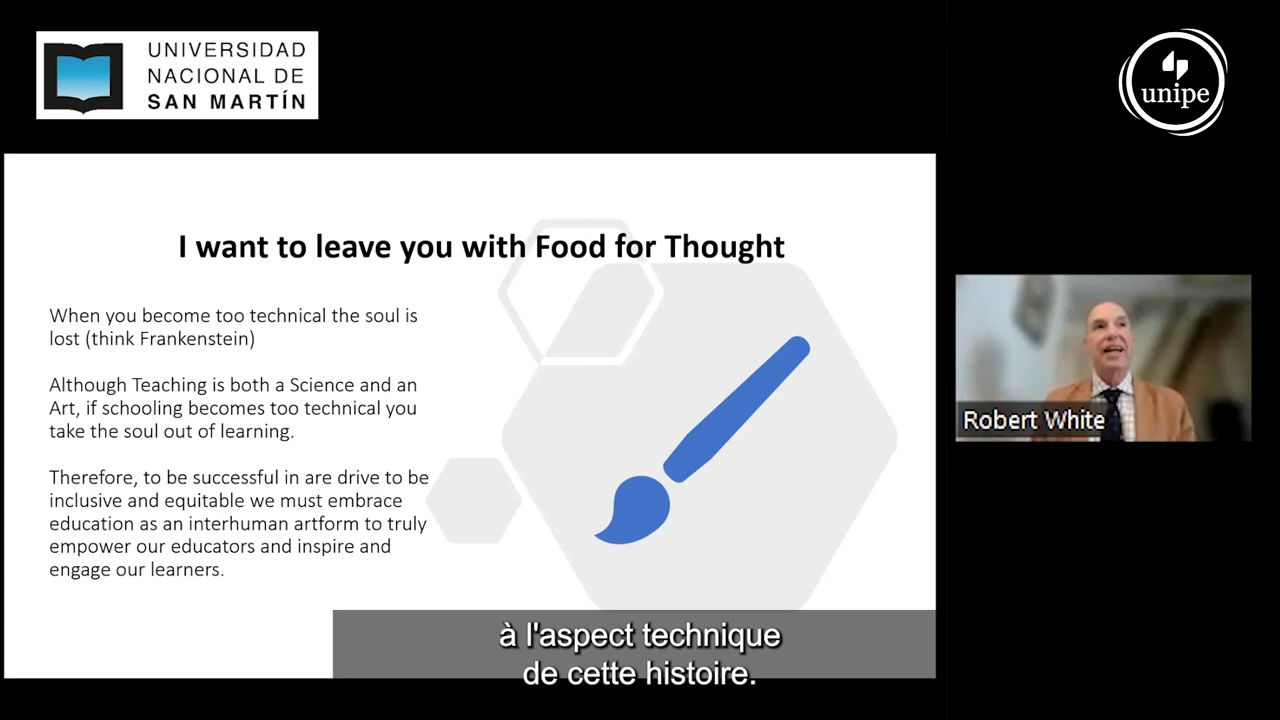 UNIVERSIDAD
NACIONAL DE
SAN MARTÍN
unipe
I want to leave you with Food for Thought
When you become too technical the soul is
lost (think Frankenstein)
Although Teaching is both a Science and an
Art, if schooling becomes too technical you
take the soul out of learning.
Therefore, to be successful in are drive to be
inclusive and equitable we must embrace
education as an interhuman artform to truly
empower our educators and inspire and
engage our learners.
Robert White
à l'aspect technique
de cette histoire.